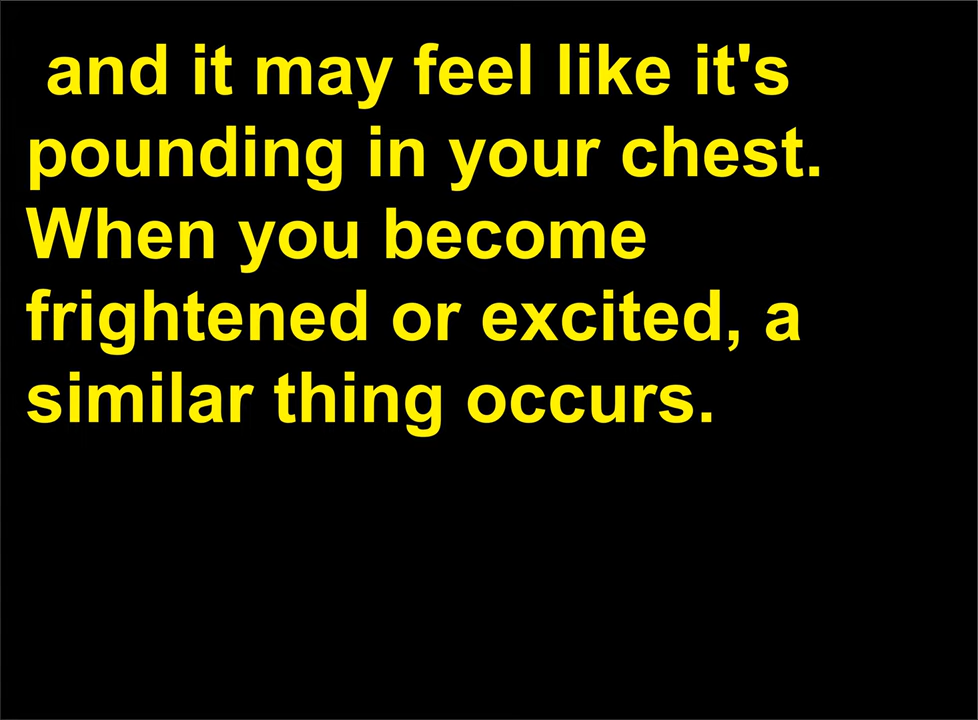 and it may feel like it's
pounding in your chest.
When you become
frightened or excited, a
similar thing occurs.